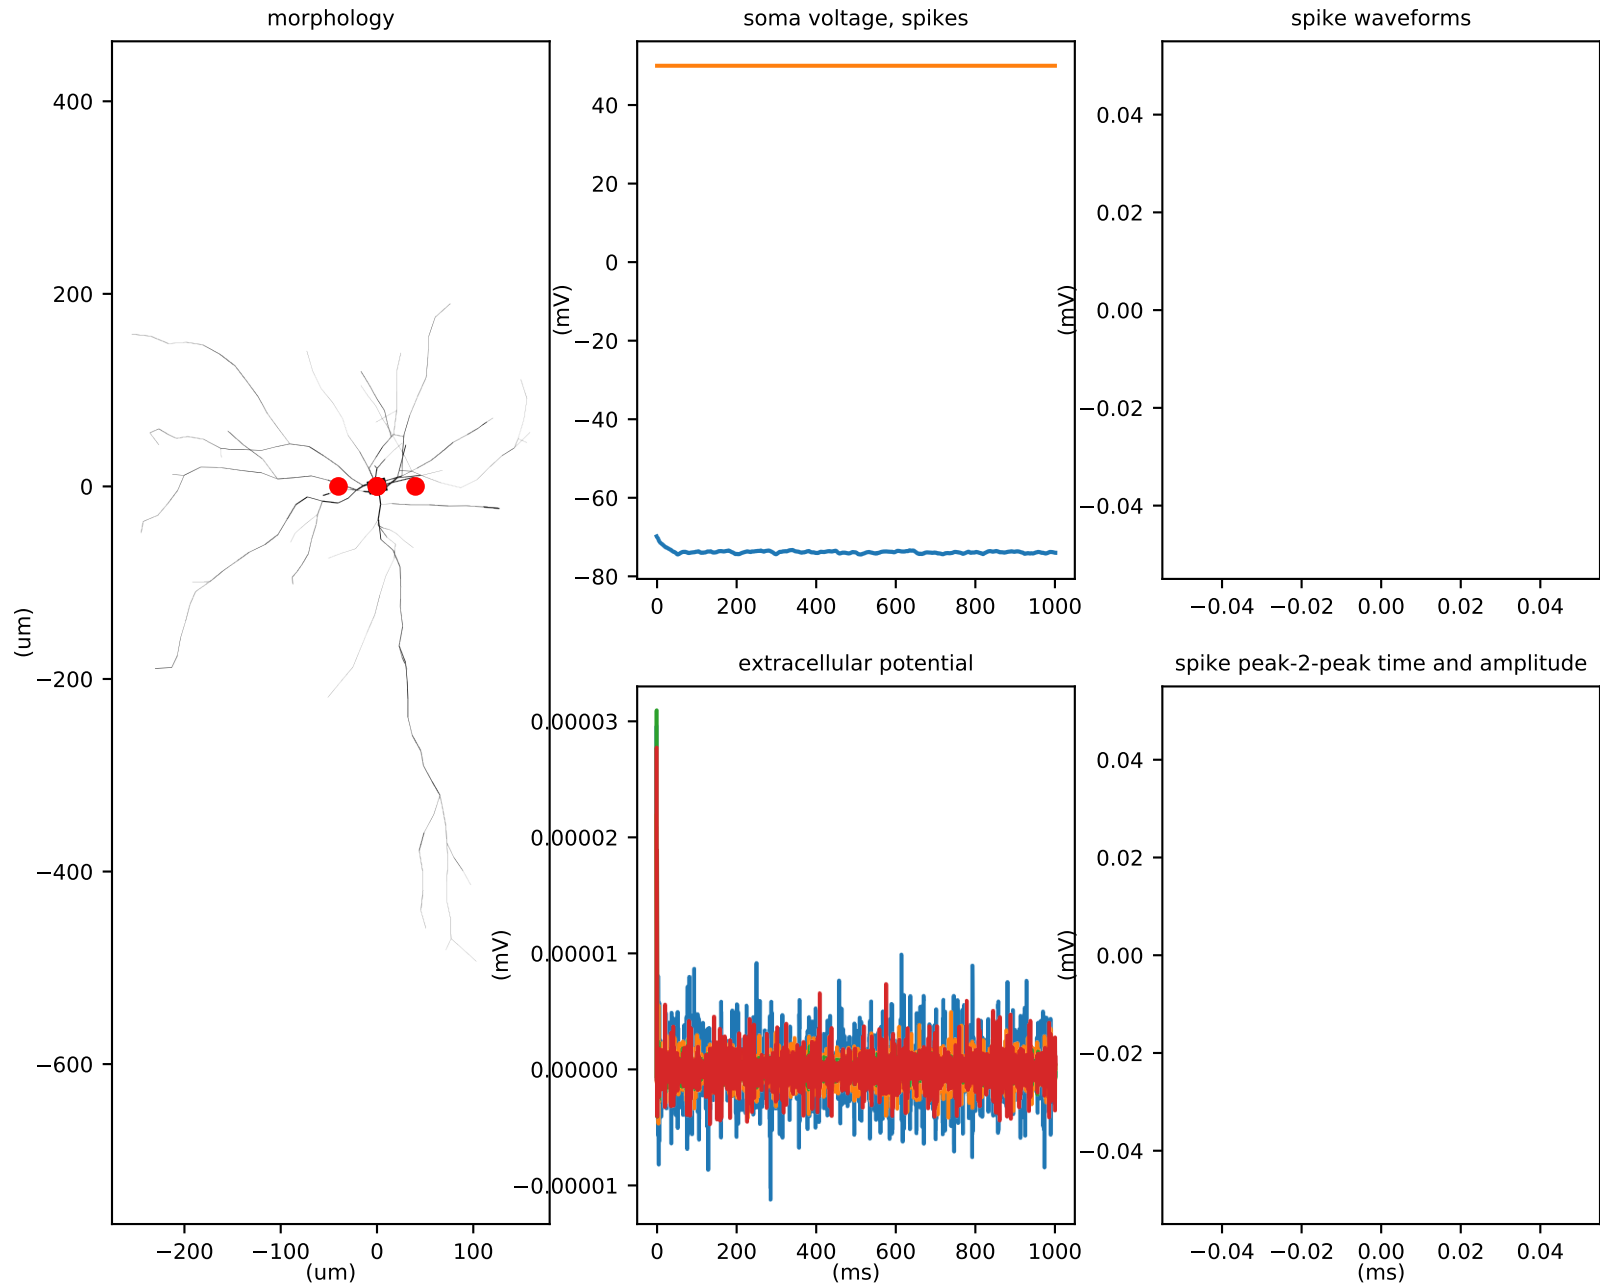 morphology
400
200
0
−200
−400
−600
(um)
−200 −100 0 100
(um)
soma voltage, spikes
40
20
0
−20
−40
−60
−80
(mV)
0 200 400 600 800 1000
spike waveforms
0.04
0.02
0.00
−0.02
−0.04
(mV)
−0.04 −0.02 0.00 0.02 0.04
extracellular potential
0.00003
0.00002
0.00001
0.00000
−0.00001
(mV)
0 200 400 600 800 1000
(ms)
spike peak-2-peak time and amplitude
0.04
0.02
0.00
−0.02
−0.04
(mV)
−0.04 −0.02 0.00 0.02 0.04
(ms)